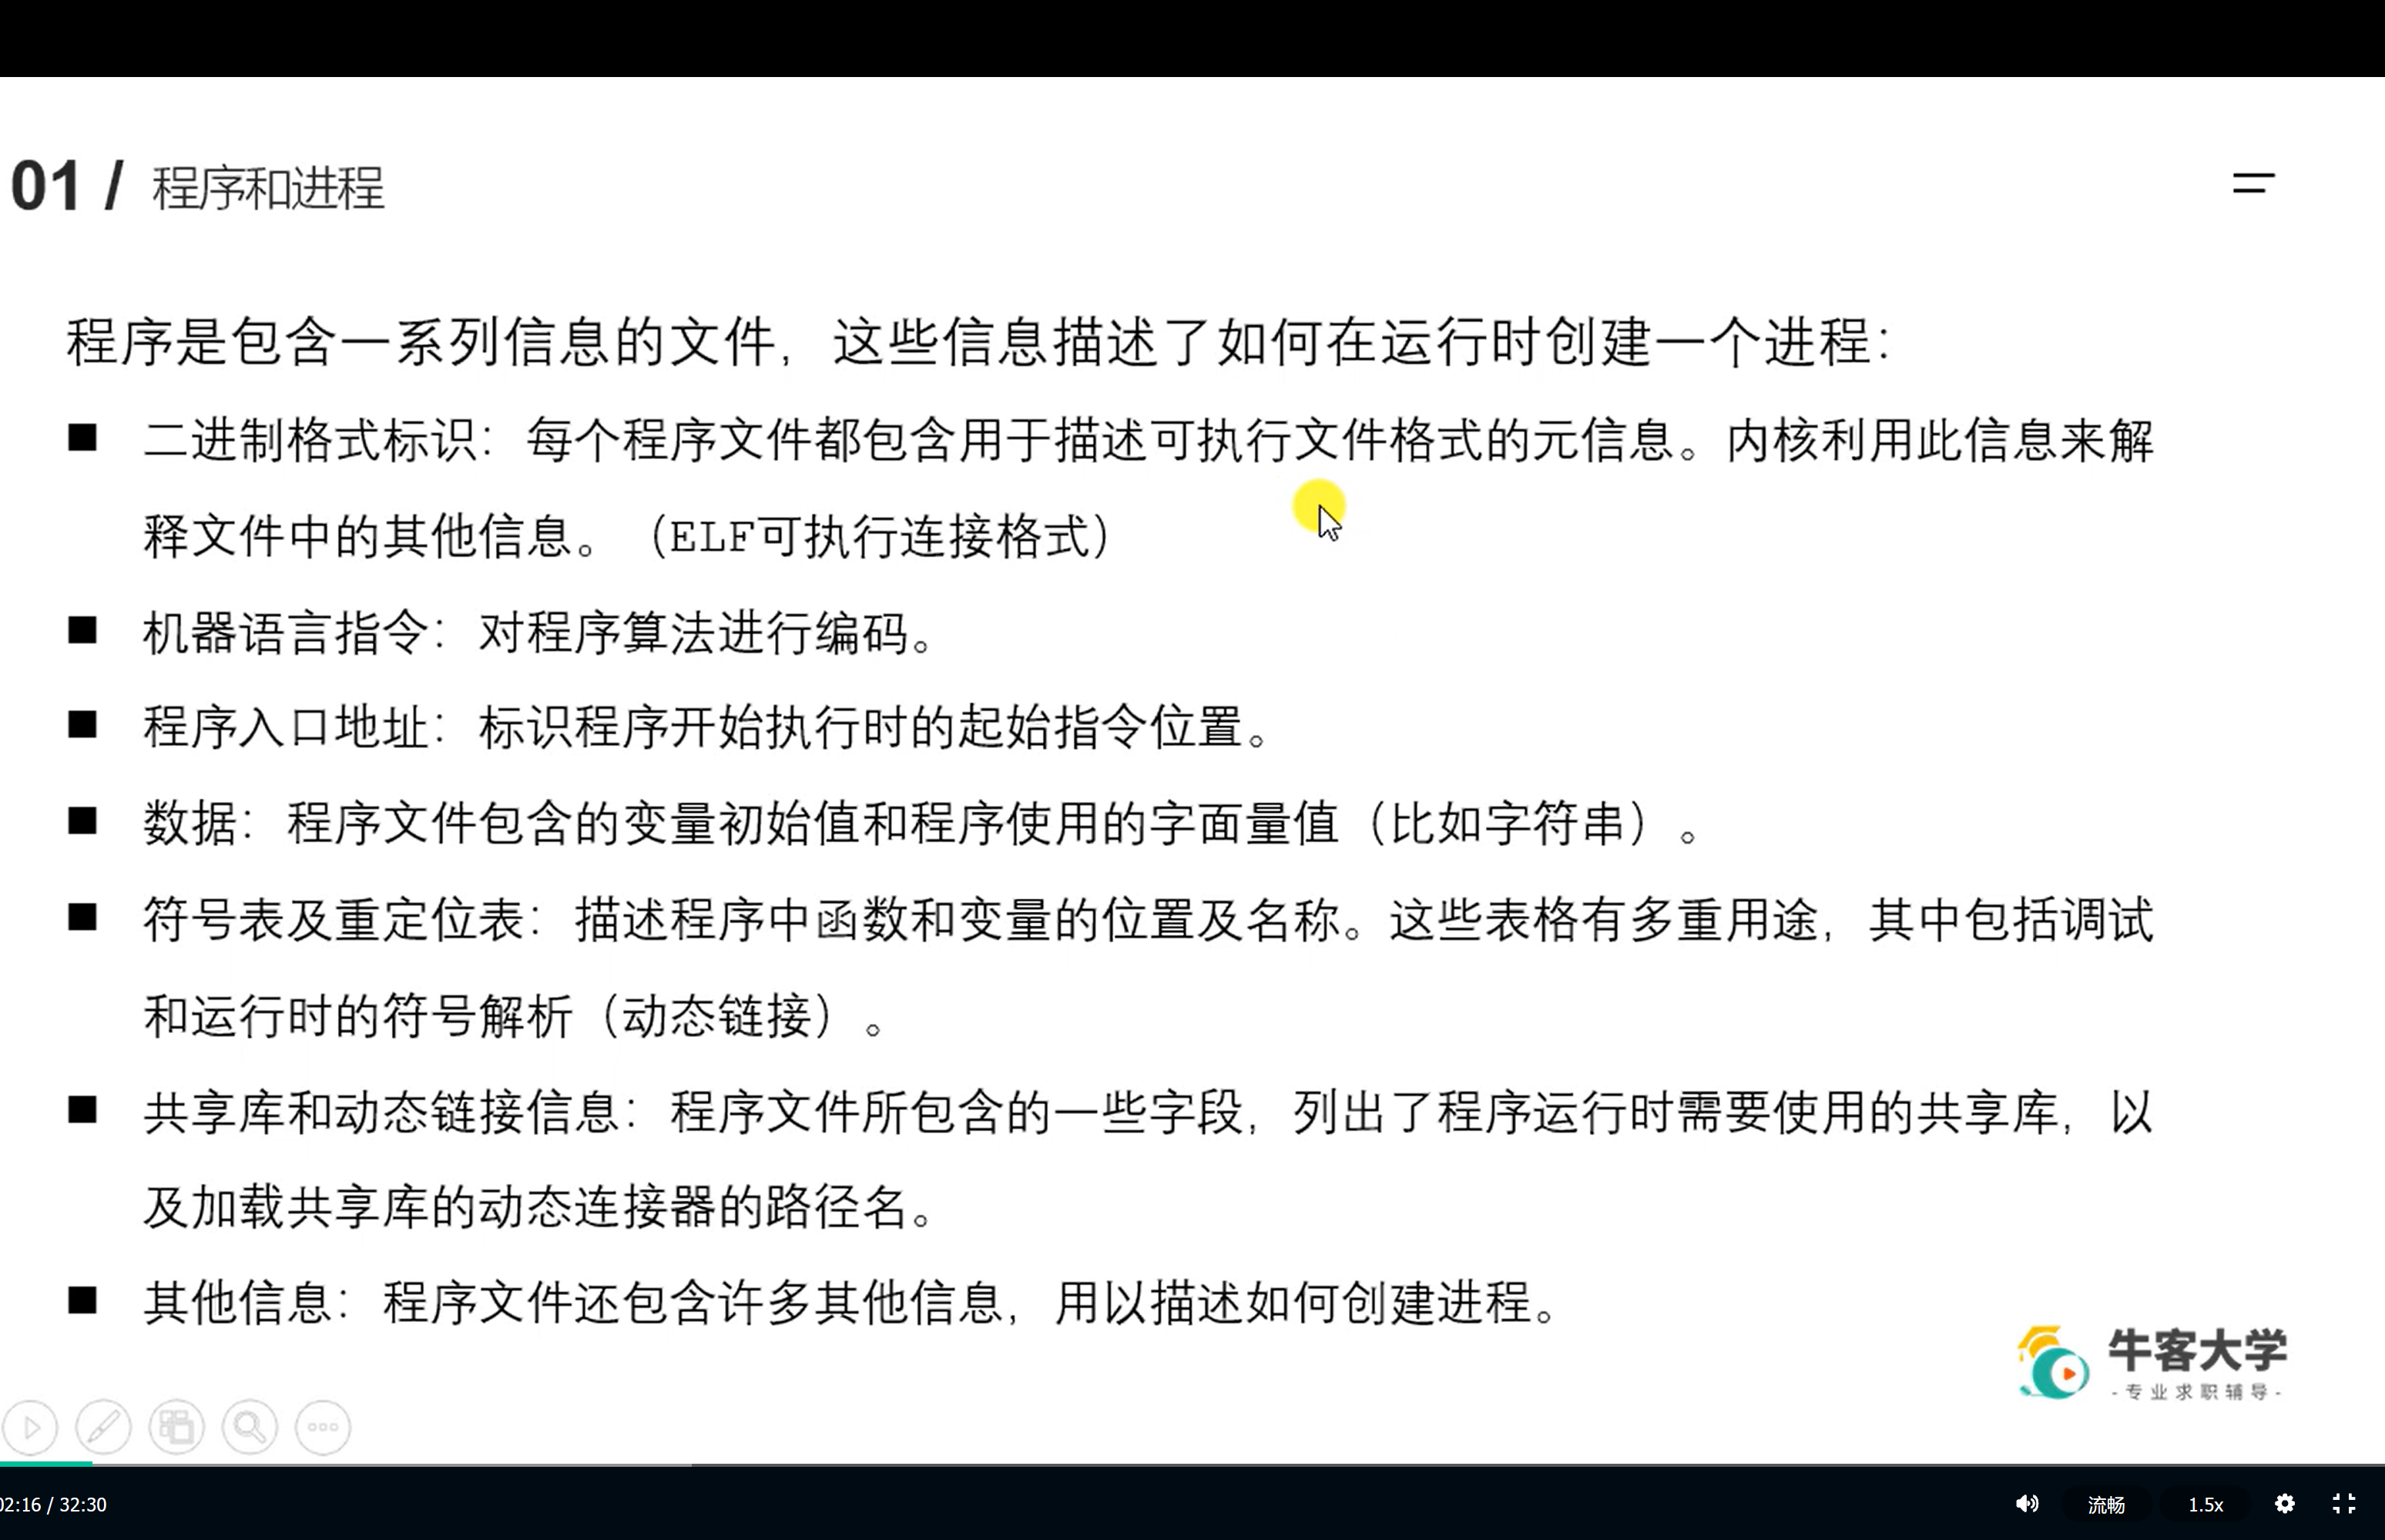 01 / 程序和进程
程序是包含一系列信息的文件，这些信息描述了如何在运行时创建一个进程：
■ 二进制格式标识：每个程序文件都包含用于描述可执行文件格式的元信息。内核利用此信息来解
释文件中的其他信息。（ELF可执行连接格式）
■ 机器语言指令：对程序算法进行编码。
■ 程序入口地址：标识程序开始执行时的起始指令位置。
■ 数据：程序文件包含的变量初始值和程序使用的字面量值（比如字符串）。
■ 符号表及重定位表：描述程序中函数和变量的位置及名称。这些表格有多重用途，其中包括调试
和运行时的符号解析（动态链接）。
■ 共享库和动态链接信息：程序文件所包含的一些字段，列出了程序运行时需要使用的共享库，以
及加载共享库的动态连接器的路径名。
■ 其他信息：程序文件还包含许多其他信息，用以描述如何创建进程。
牛客大学
-专业求职辅导-
02:16 / 32:30
流畅
1.5x